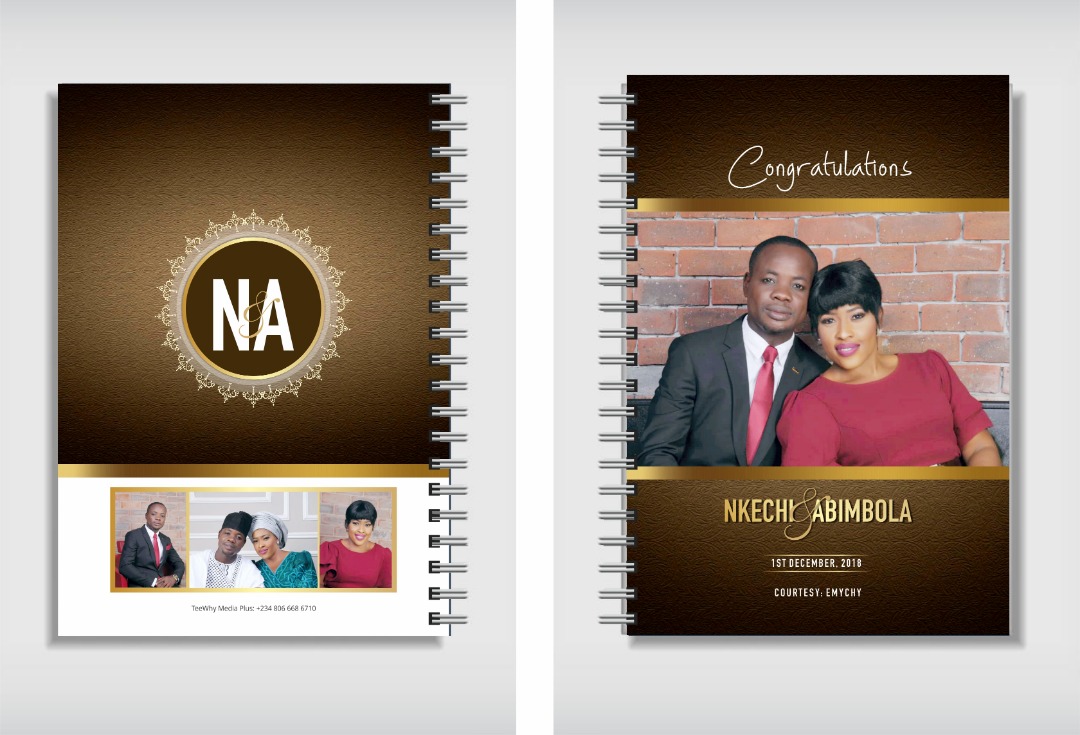 N&A
TeeWhy Media Plus: +234 806 668 6710
Congratulations
NKECHI & ABIMBOLA
1ST DECEMBER, 2018
COURTESY: EMYCHY